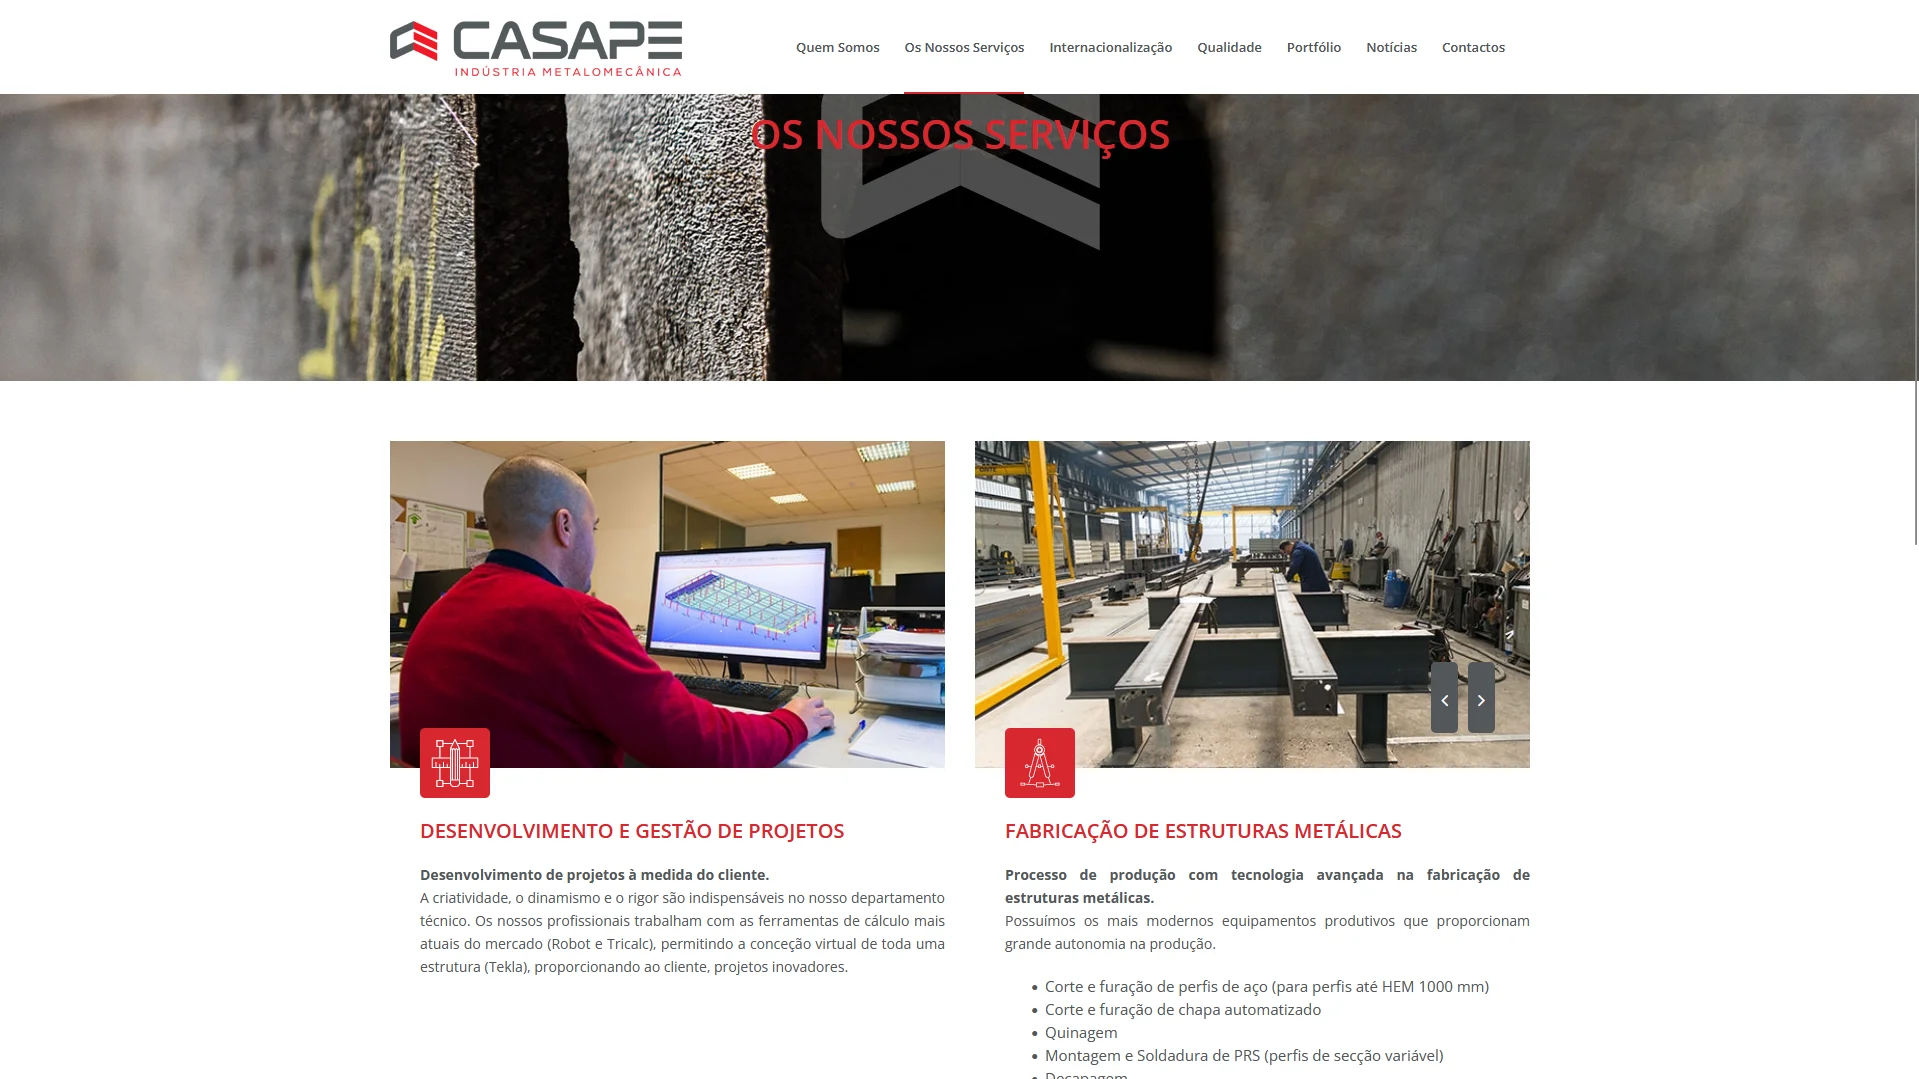 CASAPE
INDÚSTRIA METALOMECÂNICA
Quem Somos
Os Nossos Serviços
Internacionalização
Qualidade
Portfólio
Notícias
Contactos
OS NOSSOS SERVIÇOS
DESENVOLVIMENTO E GESTÃO DE PROJETOS
Desenvolvimento de projetos à medida do cliente.
A criatividade, o dinamismo e o rigor são indispensáveis no nosso departamento
técnico. Os nossos profissionais trabalham com as ferramentas de cálculo mais
atuais do mercado (Robot e Tricalc), permitindo a conceção virtual de toda uma
estrutura (Tekla), proporcionando ao cliente, projetos inovadores.
FABRICAÇÃO DE ESTRUTURAS METÁLICAS
Processo de produção com tecnologia avançada na fabricação de
estruturas metálicas.
Possuímos os mais modernos equipamentos produtivos que proporcionam
grande autonomia na produção.
• Corte e furação de perfis de aço (para perfis até HEM 1000 mm)
• Corte e furação de chapa automatizado
• Quinagem
• Montagem e Soldadura de PRS (perfis de secção variável)
• Decapagem